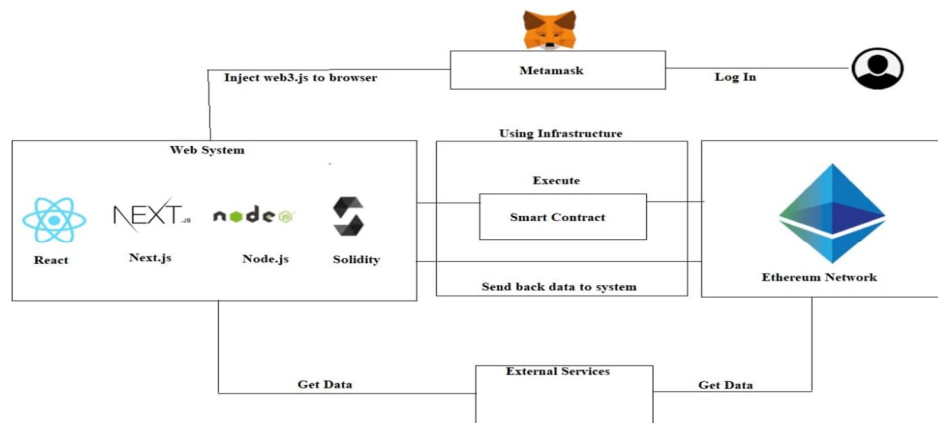 Metamask
Inject web3.js to browser
Log In
Using Infrastructure
Web System
Execute
NEXT.JS
node JS
Smart Contract
React
Next.js
Node.js
Solidity
Ethereum Network
Send back data to system
External Services
Get Data
Get Data